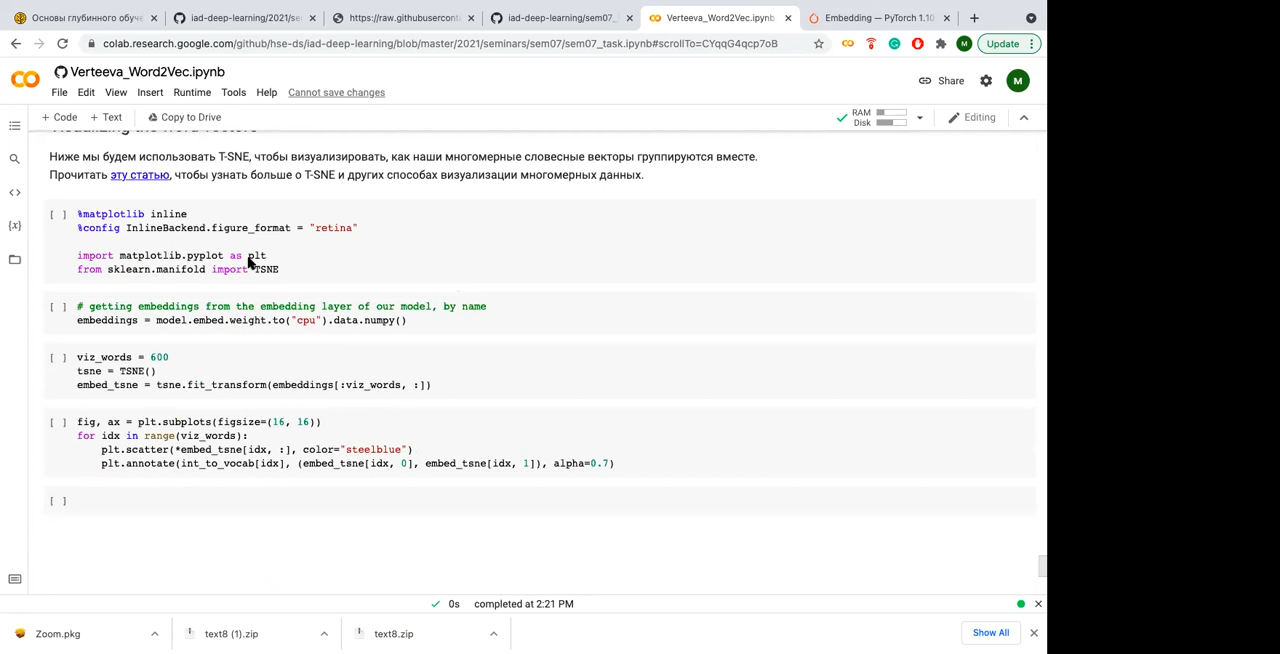 Основы глубинного обуче
iad-deep-learning/2021/se
https://raw.githubusercont
iad-deep-learning/sem07_
Verteeva_Word2Vec.ipynb
Embedding — PyTorch 1.10
colab.research.google.com/github/hse-ds/iad-deep-learning/blob/master/2021/seminars/sem07/sem07_task.ipynb#scrollTo=CYqqG4qcp7oB
M
Update
Verteeva_Word2Vec.ipynb
Share
M
File Edit View Insert Runtime Tools Help Cannot save changes
+ Code + Text Copy to Drive
RAM
Disk
Editing
Visualizing the word vectors
Ниже мы будем использовать T-SNE, чтобы визуализировать, как наши многомерные словесные векторы группируются вместе.
Прочитать эту статью, чтобы узнать больше о T-SNE и других способах визуализации многомерных данных.
[ ] %matplotlib inline
%config InlineBackend.figure_format = "retina"
import matplotlib.pyplot as plt
from sklearn.manifold import TSNE
[ ] # getting embeddings from the embedding layer of our model, by name
embeddings = model.embed.weight.to("cpu").data.numpy()
[ ] viz_words = 600
tsne = TSNE()
embed_tsne = tsne.fit_transform(embeddings[:viz_words, :])
[ ] fig, ax = plt.subplots(figsize=(16, 16))
for idx in range(viz_words):
plt.scatter(*embed_tsne[idx, :], color="steelblue")
plt.annotate(int_to_vocab[idx], (embed_tsne[idx, 0], embed_tsne[idx, 1]), alpha=0.7)
[ ]
0s completed at 2:21 PM
Zoom.pkg
text8 (1).zip
text8.zip
Show All